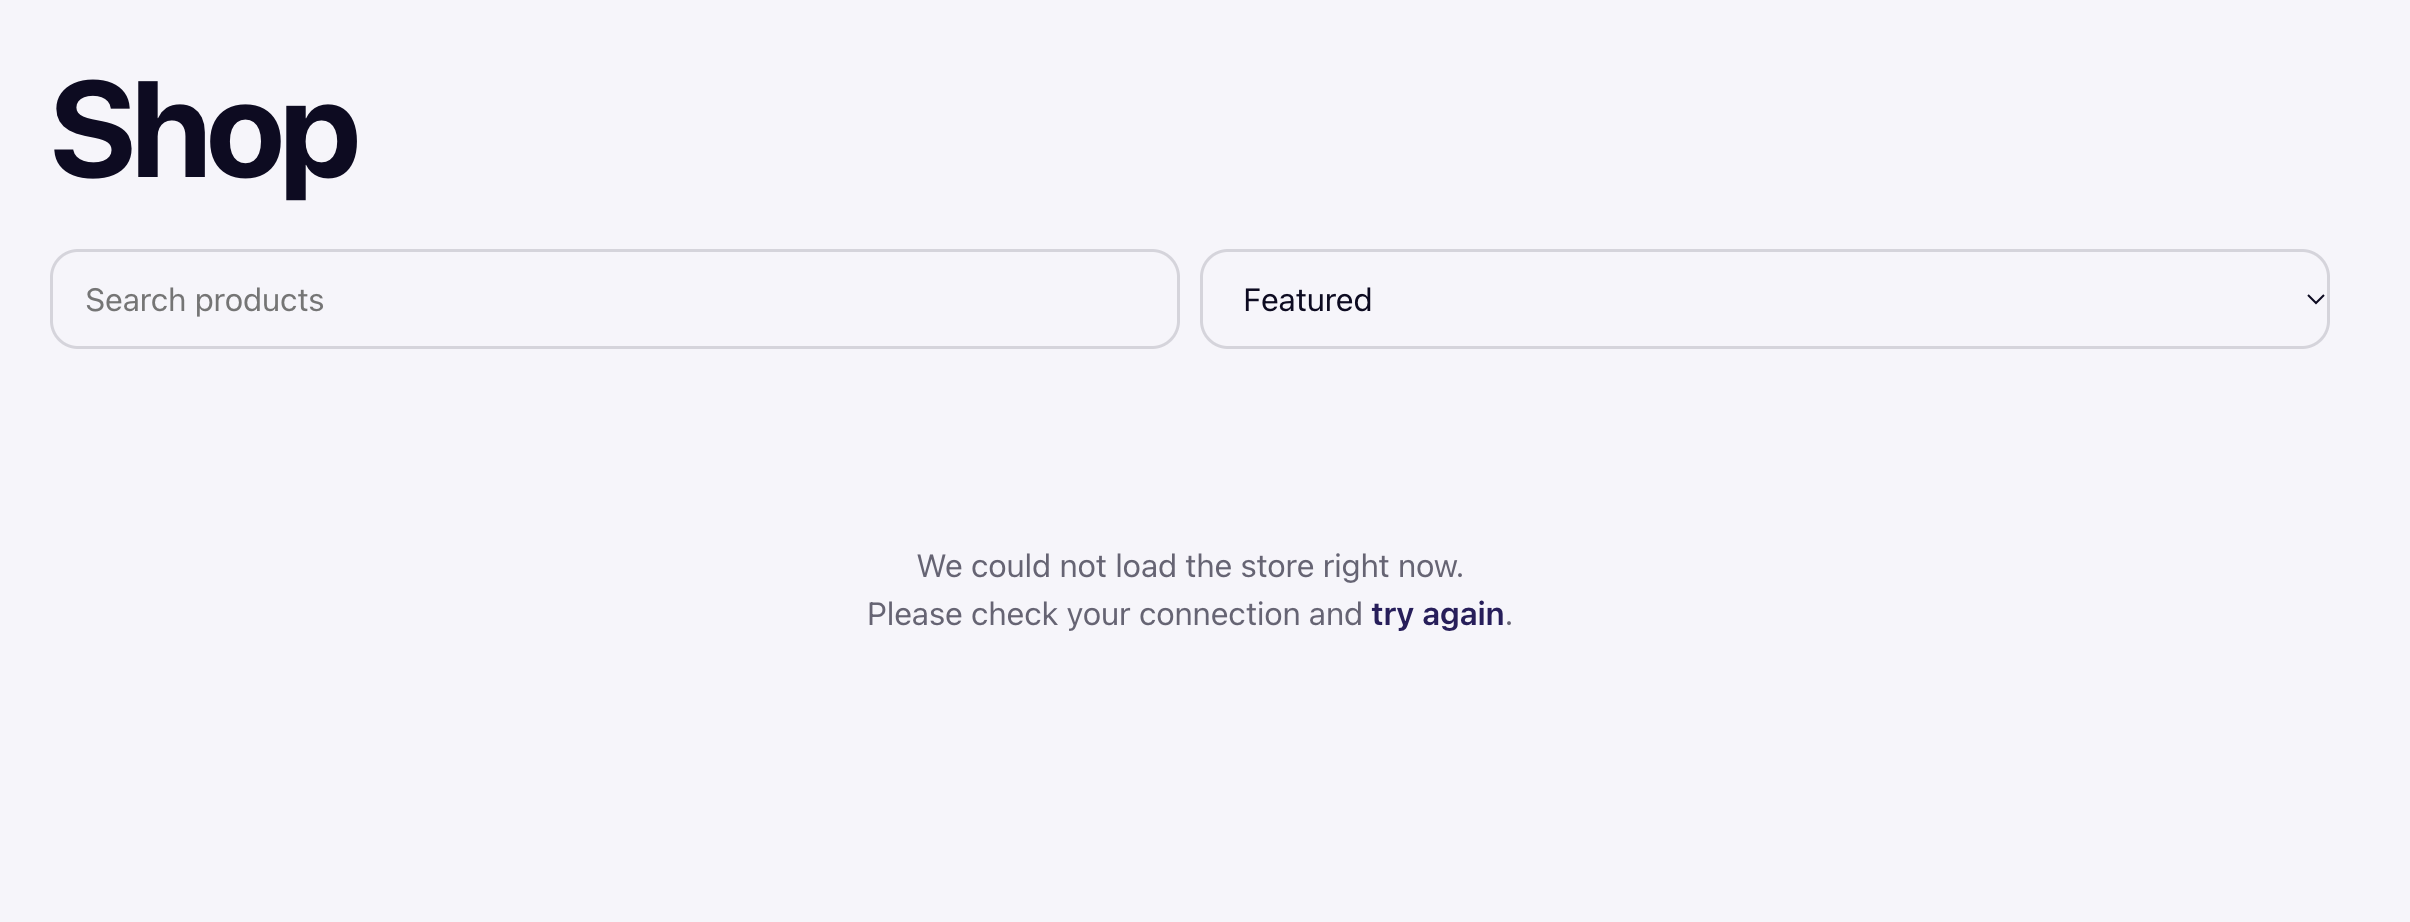 Shop
Search products
Featured
We could not load the store right now.
Please check your connection and try again.